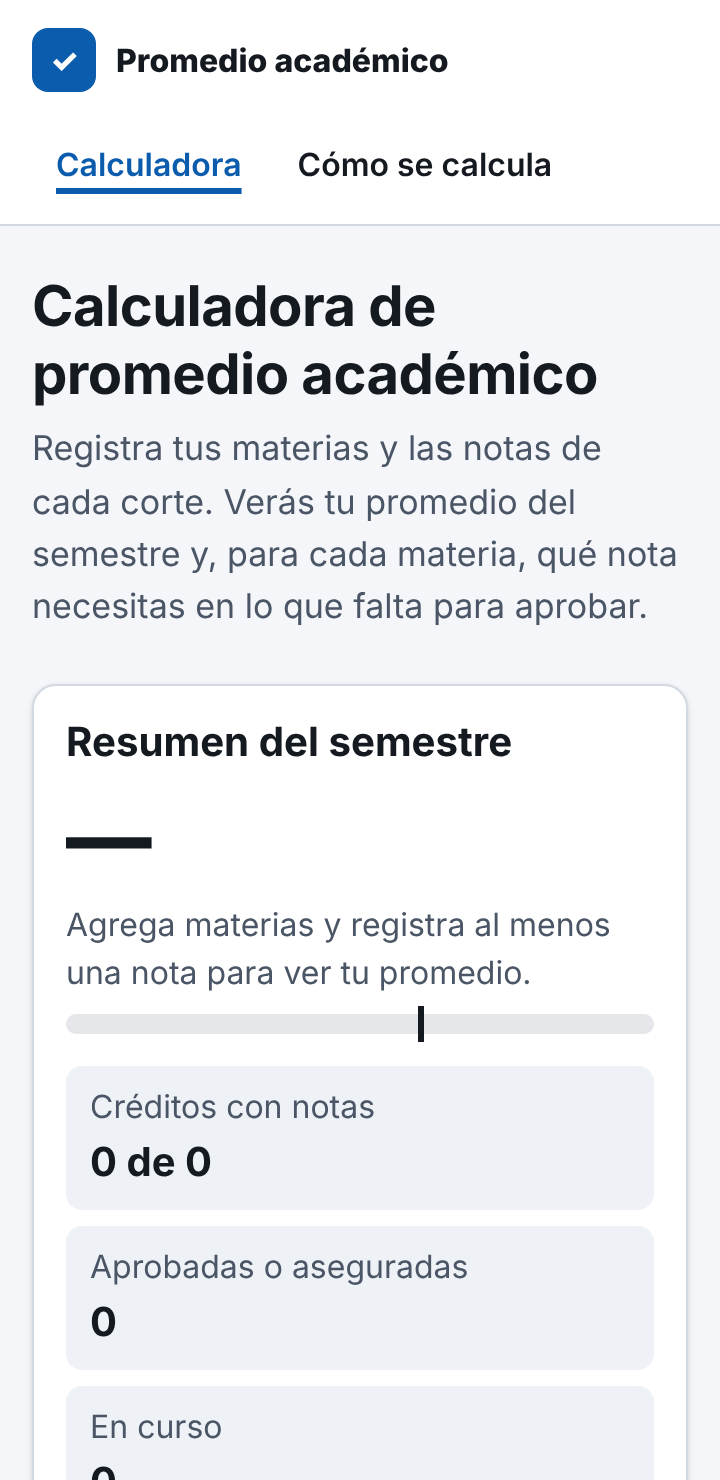 Promedio académico
Calculadora
Cómo se calcula
Calculadora de
promedio académico
Registra tus materias y las notas de
cada corte. Verás tu promedio del
semestre y, para cada materia, qué nota
necesitas en lo que falta para aprobar.
Resumen del semestre
—
Agrega materias y registra al menos
una nota para ver tu promedio.
Créditos con notas
0 de 0
Aprobadas o aseguradas
0
En curso
0